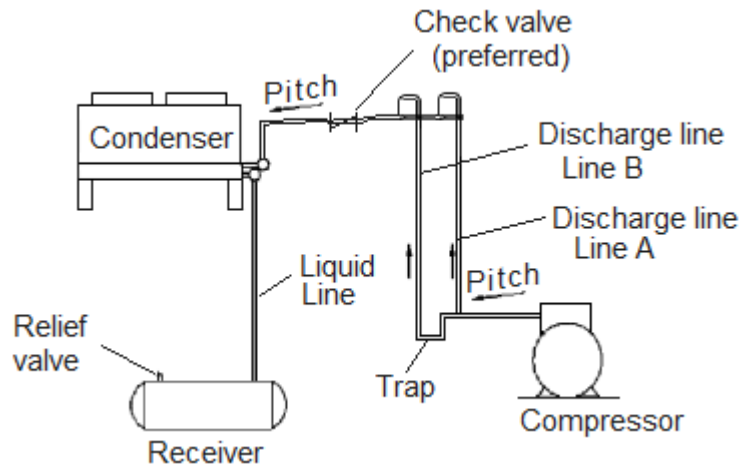 Check valve
(preferred)
Pitch
Condenser
Discharge line
Line B
Discharge line
Line A
Pitch
Liquid
Line
Relief
valve
Trap
Compressor
Receiver